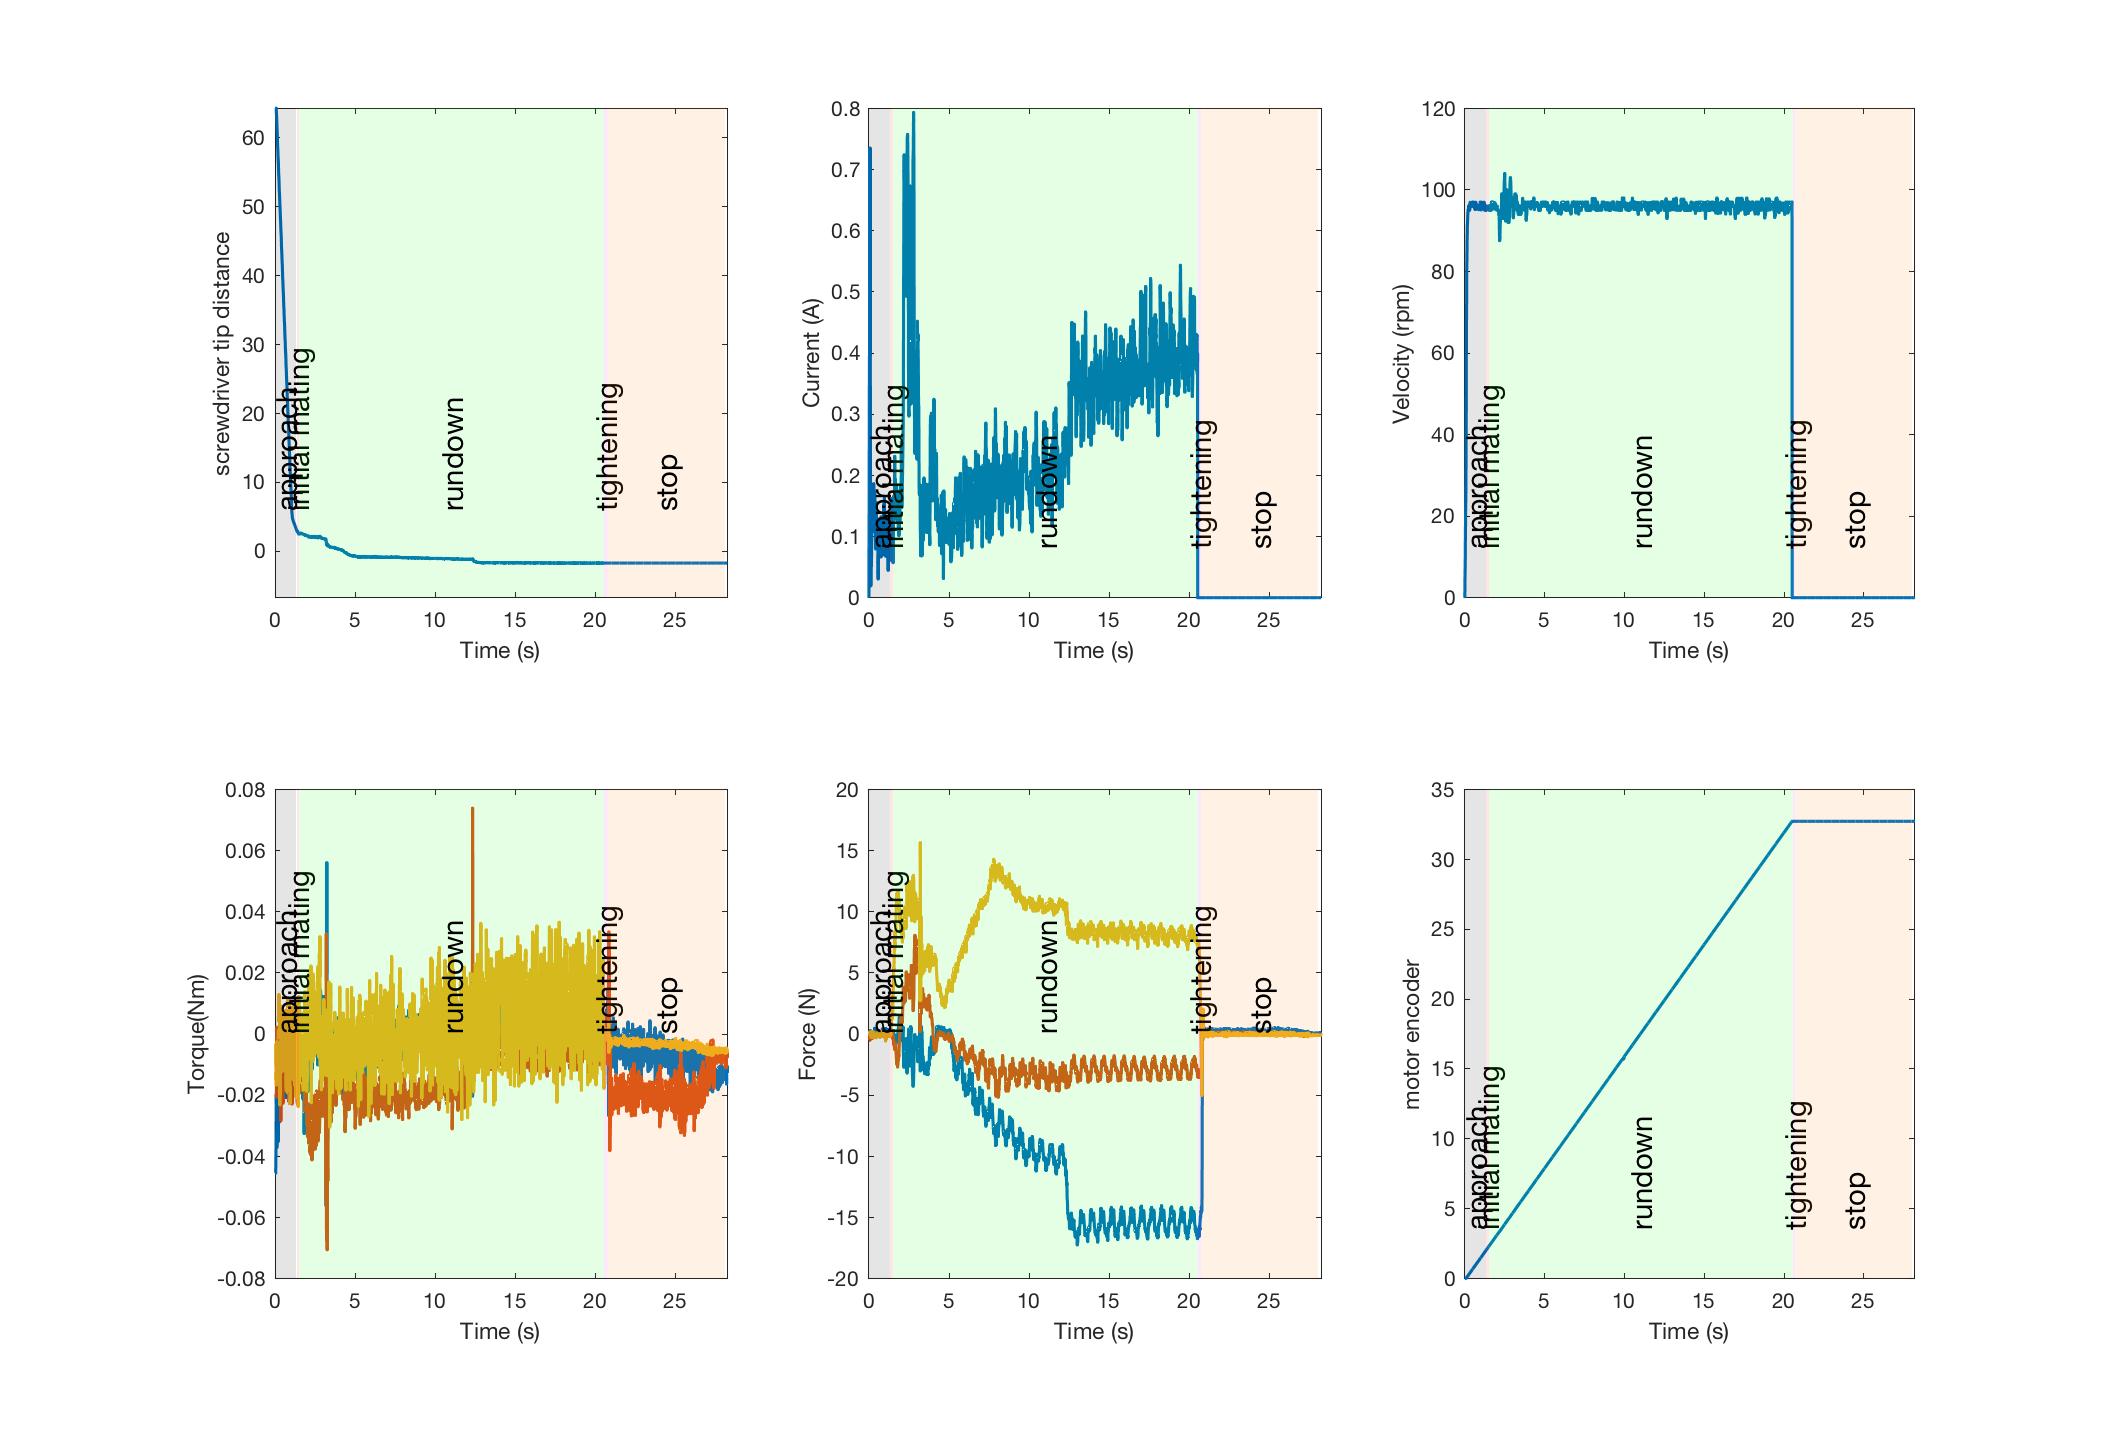 screwdriver tip distance
60
50
40
30
20
10
0
approach
initial mating
rundown
tightening
stop
0 5 10 15 20 25
Time (s)
Current (A)
0.8
0.7
0.6
0.5
0.4
0.3
0.2
0.1
0
approach
initial mating
rundown
tightening
stop
0 5 10 15 20 25
Time (s)
Velocity (rpm)
120
100
80
60
40
20
0
approach
initial mating
rundown
tightening
stop
0 5 10 15 20 25
Time (s)
Torque(Nm)
0.08
0.06
0.04
0.02
0
-0.02
-0.04
-0.06
-0.08
approach
initial mating
rundown
tightening
stop
0 5 10 15 20 25
Time (s)
Force (N)
20
15
10
5
0
-5
-10
-15
-20
approach
initial mating
rundown
tightening
stop
0 5 10 15 20 25
Time (s)
motor encoder
35
30
25
20
15
10
5
0
approach
initial mating
rundown
tightening
stop
0 5 10 15 20 25
Time (s)